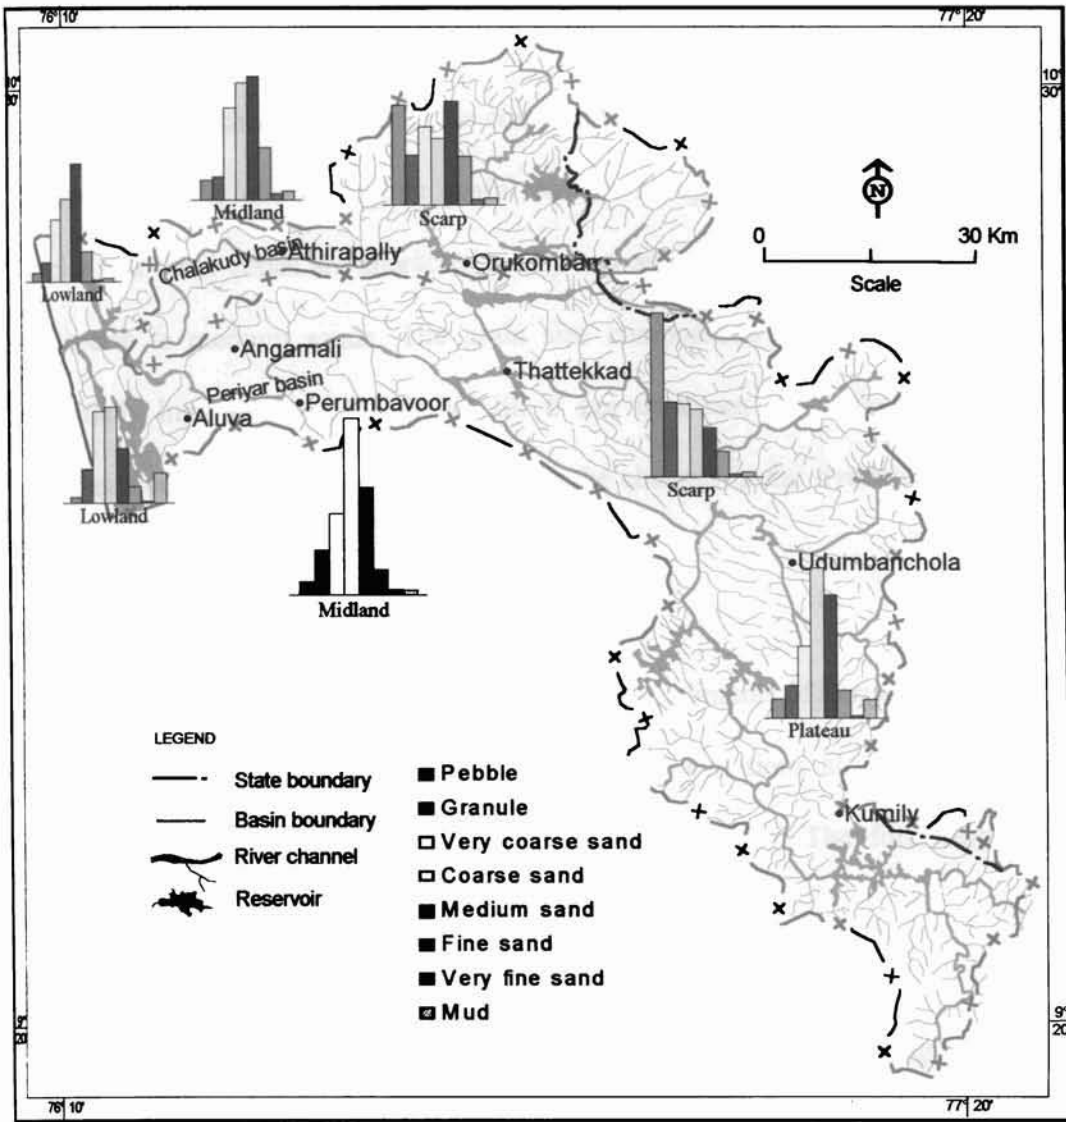 76° 10'
77° 20'
10°
30'
Midland
Scarp
Lowland
Chalakudy basin
Athirapally
Orukomban
N
0 30 Km
Scale
Angamali
Thattekkad
Periyar basin
Perumbavoor
Aluva
Lowland
Scarp
Midland
Udumbanchola
Plateau
Kumily
LEGEND
State boundary
Basin boundary
River channel
Reservoir
Pebble
Granule
Very coarse sand
Coarse sand
Medium sand
Fine sand
Very fine sand
Mud
9°
20'
76° 10'
77° 20'